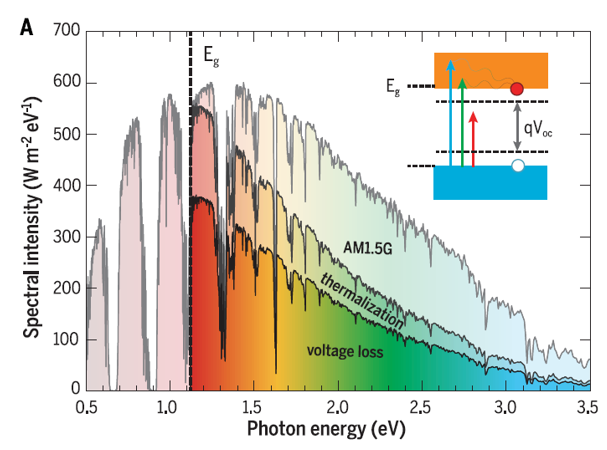 A
700
600
500
400
300
200
100
0
Spectral intensity (W m⁻² eV⁻¹)
E_g
AM1.5G
thermalization
voltage loss
E_g
qV_oc
0.5
1.0
1.5
2.0
2.5
3.0
3.5
Photon energy (eV)